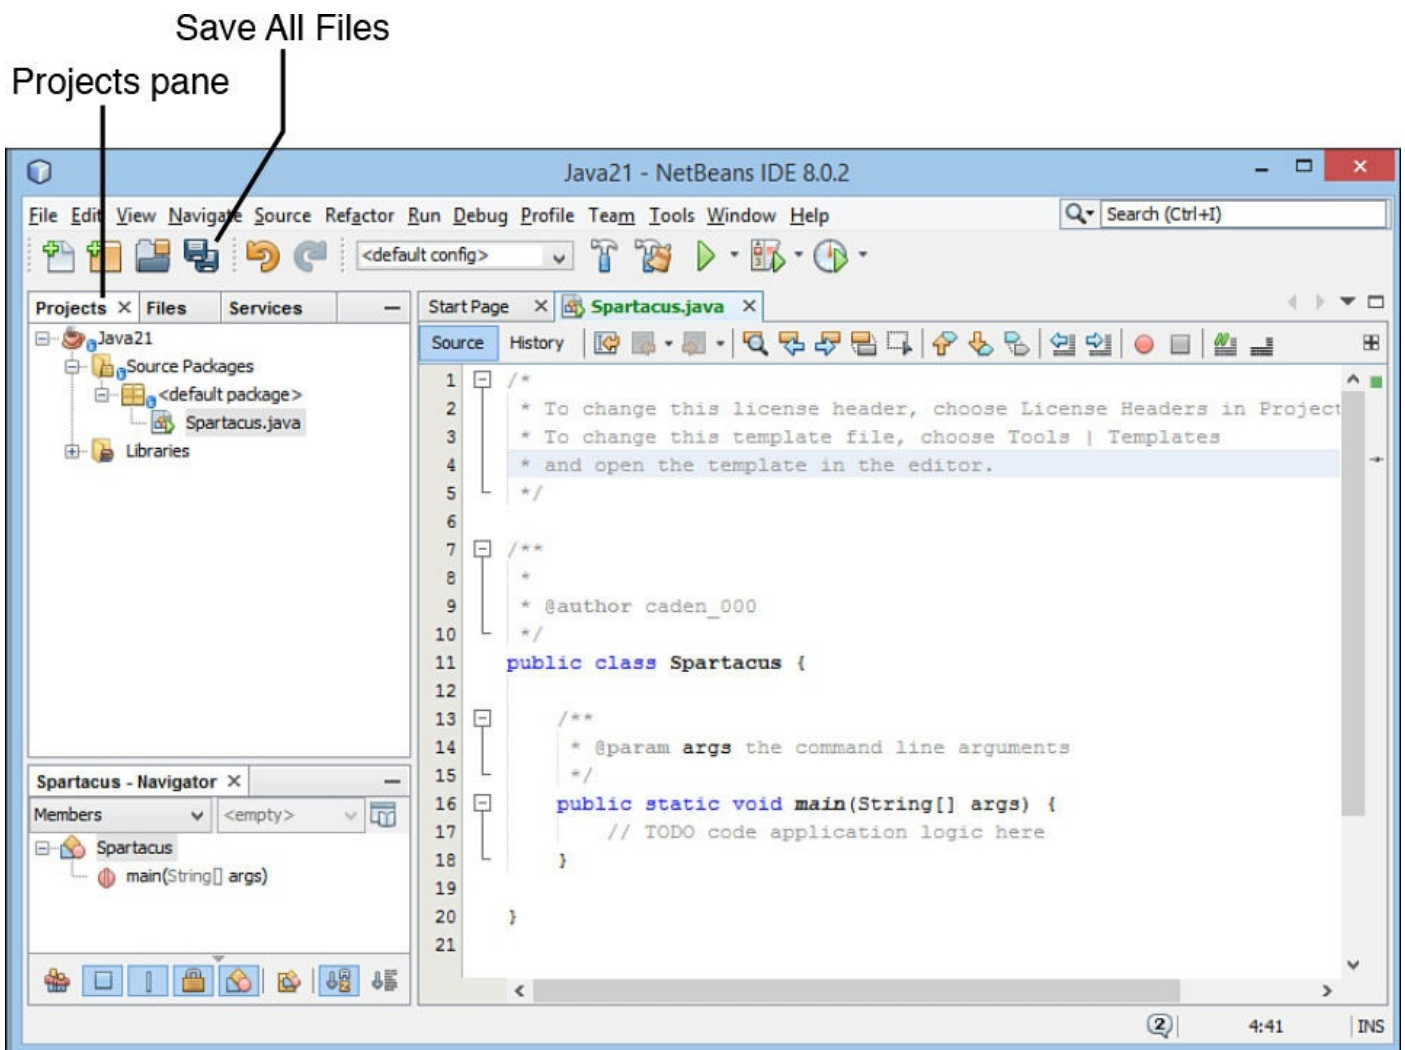 Save All Files
Projects pane
Java21 - NetBeans IDE 8.0.2
File Edit View Navigate Source Refactor Run Debug Profile Team Tools Window Help
Search (Ctrl+I)
<default config>
Projects Files Services
Start Page Spartacus.java
Java21
Source Packages
<default package>
Spartacus.java
Libraries
Source History
1 /*
2 * To change this license header, choose License Headers in Project
3 * To change this template file, choose Tools | Templates
4 * and open the template in the editor.
5 */
6
7 /**
8 *
9 * @author caden_000
10 */
11 public class Spartacus {
12
13 /**
14 * @param args the command line arguments
15 */
16 public static void main(String[] args) {
17 // TODO code application logic here
18 }
19
20 }
21
Spartacus - Navigator
Members <empty>
Spartacus
main(String[] args)
2 4:41 INS